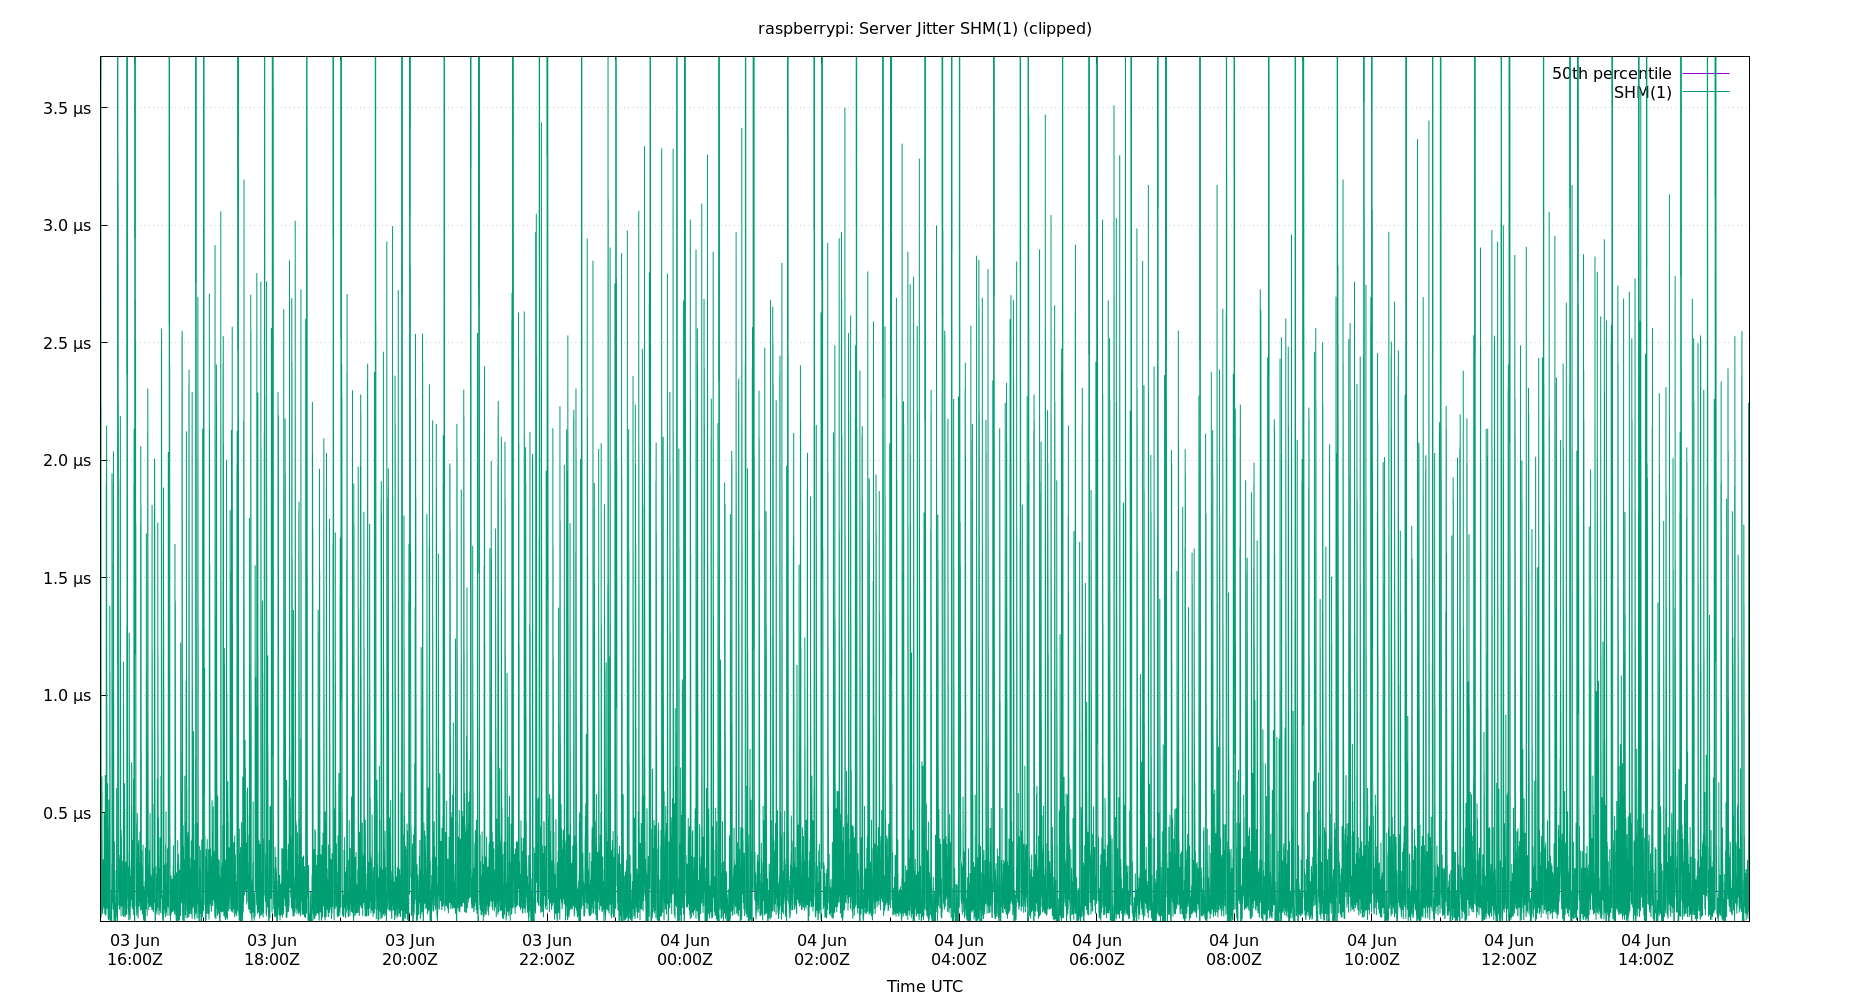 raspberrypi: Server Jitter SHM(1) (clipped)
50th percentile
SHM(1)
3.5 µs
3.0 µs
2.5 µs
2.0 µs
1.5 µs
1.0 µs
0.5 µs
03 Jun 03 Jun 03 Jun 03 Jun 04 Jun 04 Jun 04 Jun 04 Jun 04 Jun 04 Jun 04 Jun 04 Jun
16:00Z 18:00Z 20:00Z 22:00Z 00:00Z 02:00Z 04:00Z 06:00Z 08:00Z 10:00Z 12:00Z 14:00Z
Time UTC